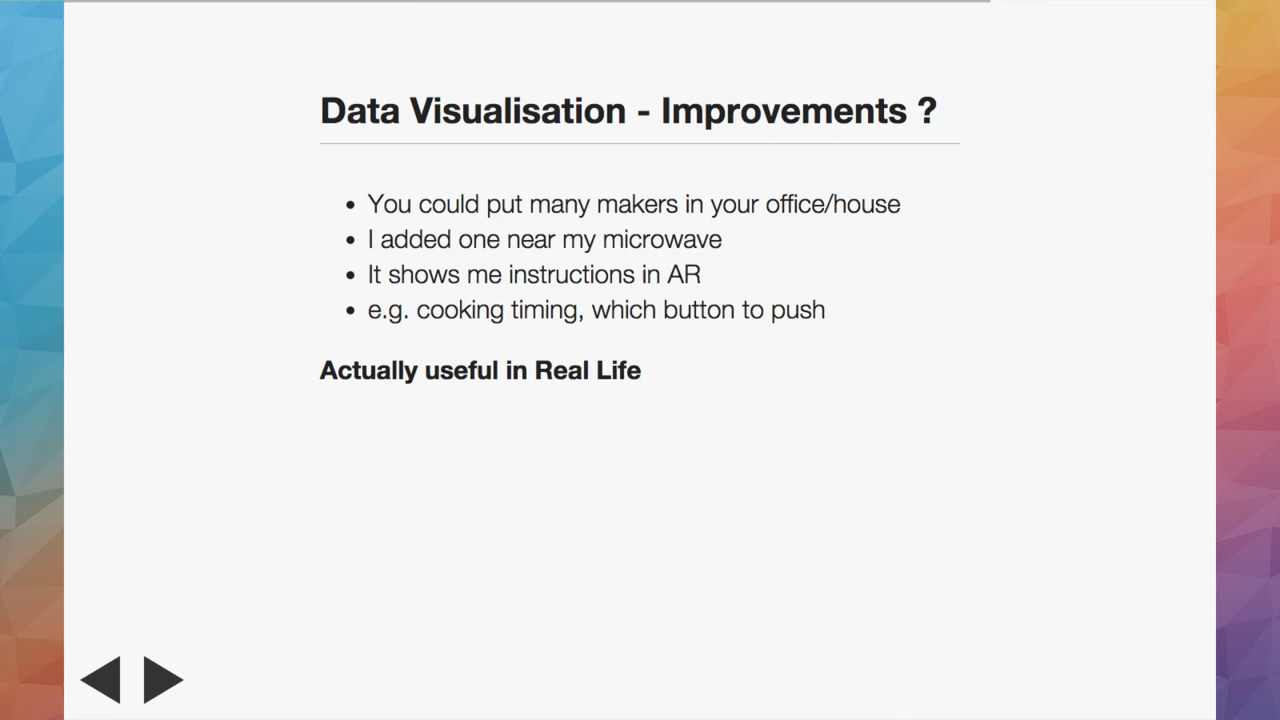 Data Visualisation - Improvements ?
• You could put many makers in your office/house
• I added one near my microwave
• It shows me instructions in AR
• e.g. cooking timing, which button to push
Actually useful in Real Life